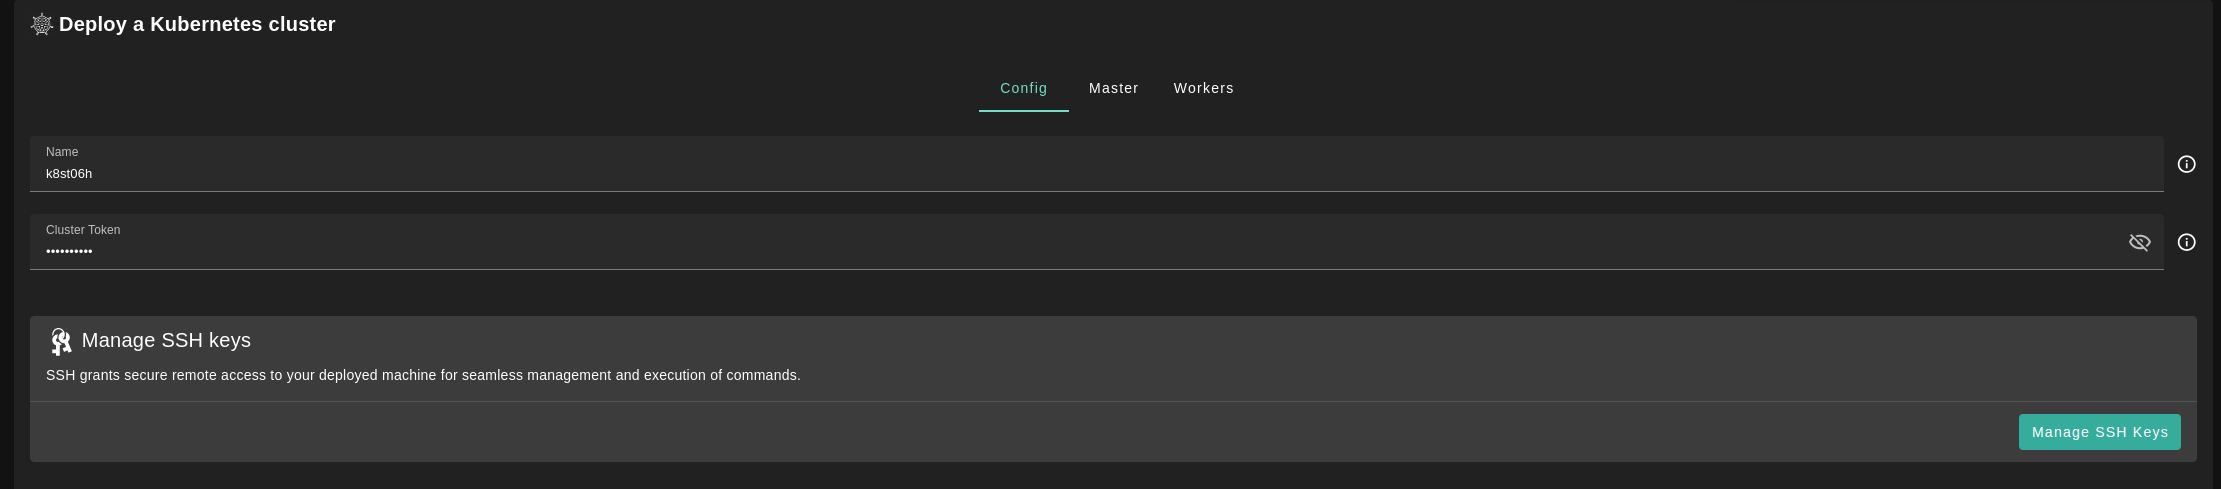 Deploy a Kubernetes cluster
Config Master Workers
Name
k8st06h
Cluster Token
••••••••••
Manage SSH keys
SSH grants secure remote access to your deployed machine for seamless management and execution of commands.
Manage SSH Keys